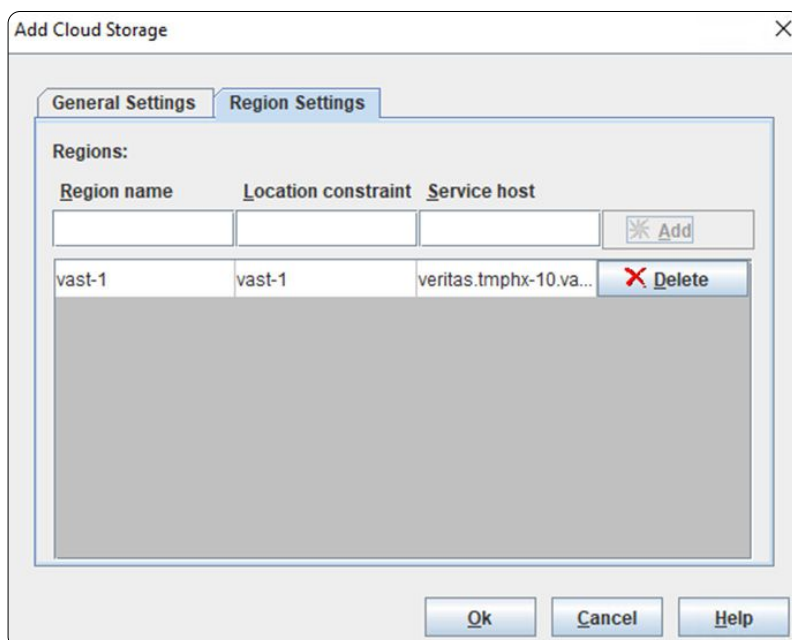 Add Cloud Storage
General Settings Region Settings
Regions:
Region name Location constraint Service host
Add
vast-1 vast-1 veritas.tmphx-10.va... Delete
Ok Cancel Help